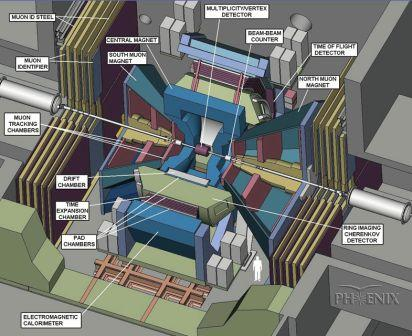 MULTIPLICITY/VERTEX
DETECTOR
MUON ID STEEL
CENTRAL MAGNET
BEAM-BEAM
COUNTER
MUON
IDENTIFIER
SOUTH MUON
MAGNET
TIME OF FLIGHT
DETECTOR
NORTH MUON
MAGNET
MUON
TRACKING
CHAMBERS
DRIFT
CHAMBER
TIME
EXPANSION
CHAMBER
PAD
CHAMBERS
RING IMAGING
CHERENKOV
DETECTOR
ELECTROMAGNETIC
CALORIMETER
PHENIX